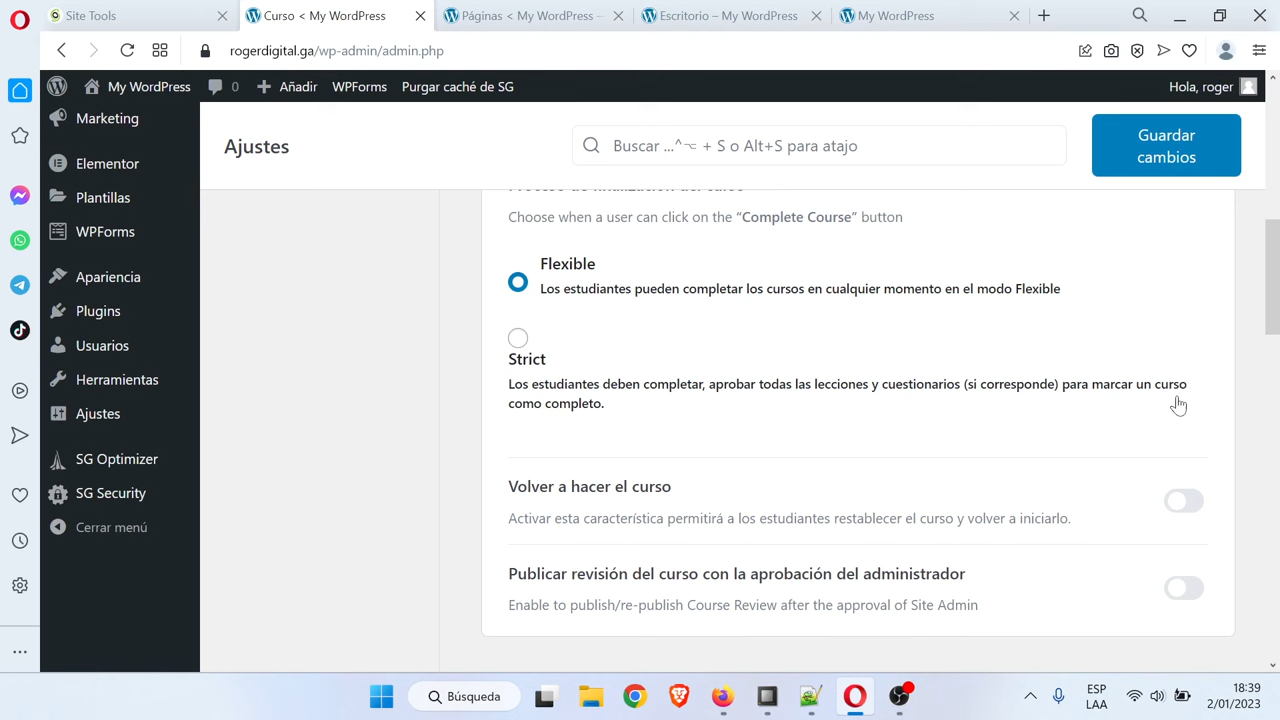 Site Tools
Curso < My WordPress
Páginas < My WordPress –
Escritorio – My WordPress
My WordPress
rogerdigital.ga/wp-admin/admin.php
My WordPress
0
Añadir
WPForms
Purgar caché de SG
Hola, roger
Marketing
Elementor
Plantillas
WPForms
Apariencia
Plugins
Usuarios
Herramientas
Ajustes
SG Optimizer
SG Security
Cerrar menú
Ajustes
Buscar ...^⌥ + S o Alt+S para atajo
Guardar
cambios
Proceso de finalización del curso
Choose when a user can click on the “Complete Course” button
Flexible
Los estudiantes pueden completar los cursos en cualquier momento en el modo Flexible
Strict
Los estudiantes deben completar, aprobar todas las lecciones y cuestionarios (si corresponde) para marcar un curso
como completo.
Volver a hacer el curso
Activar esta característica permitirá a los estudiantes restablecer el curso y volver a iniciarlo.
Publicar revisión del curso con la aprobación del administrador
Enable to publish/re-publish Course Review after the approval of Site Admin
Búsqueda
ESP
LAA
18:39
2/01/2023